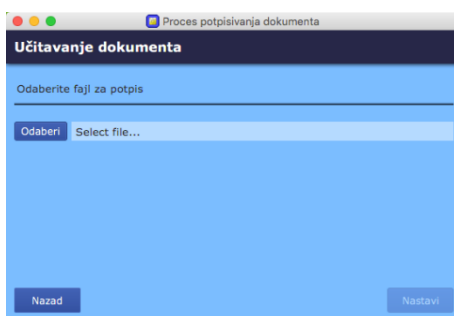 Proces potpisivanja dokumenta
Učitavanje dokumenta
Odaberite fajl za potpis
Odaberi Select file...
Nazad Nastavi